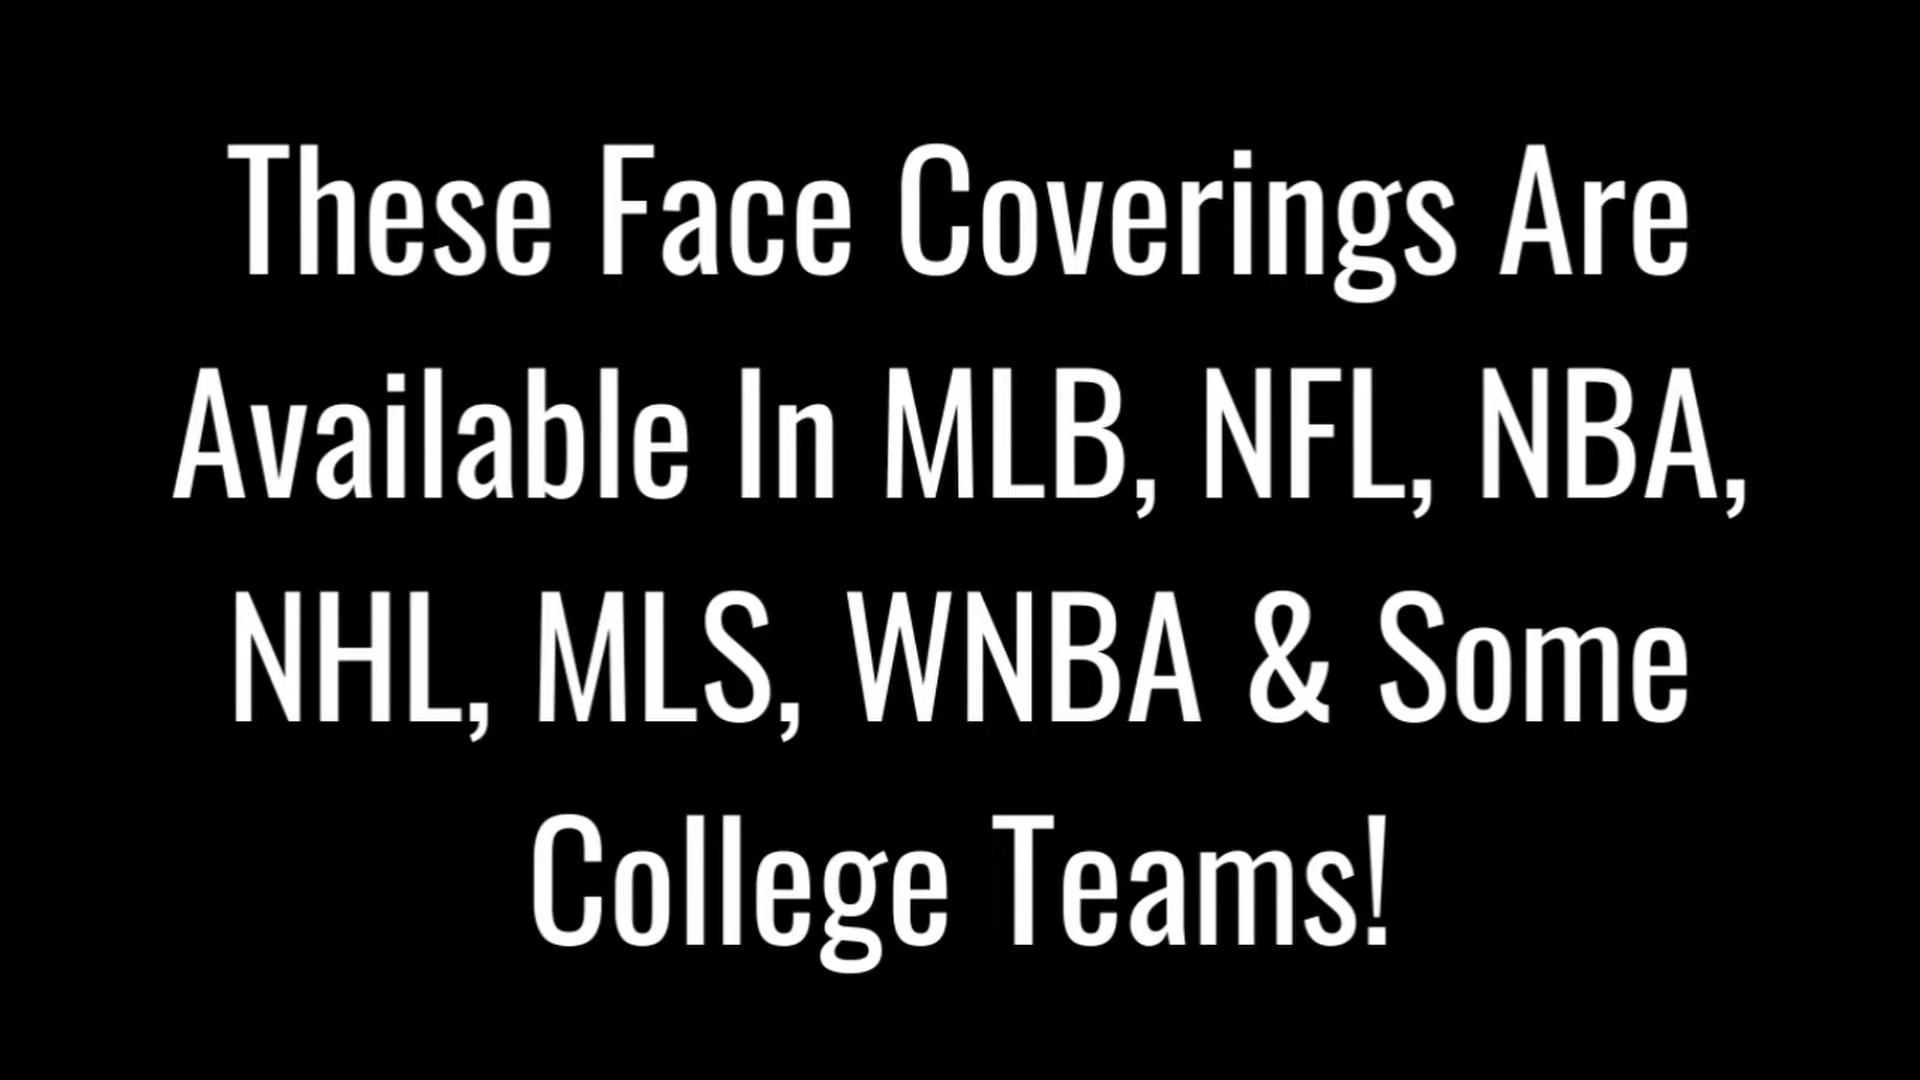 These Face Coverings Are
Available In MLB, NFL, NBA,
NHL, MLS, WNBA & Some
College Teams!